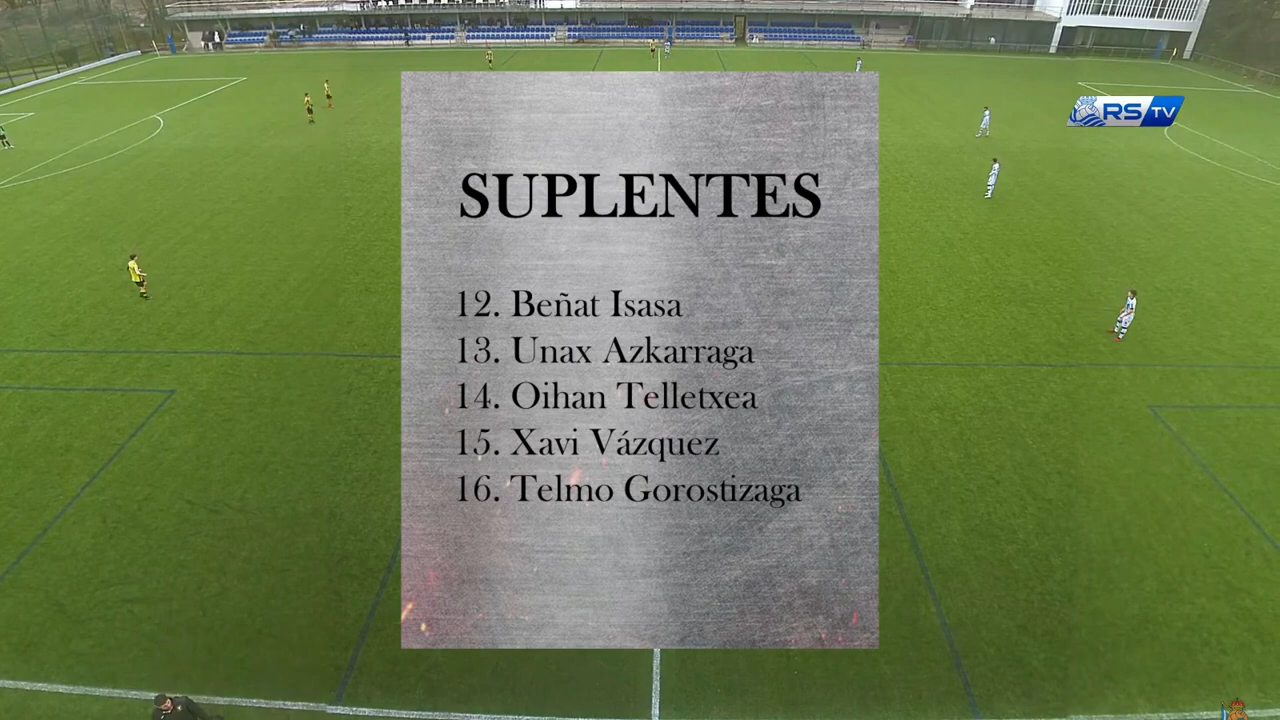 RS TV
SUPLENTES
12. Beñat Isasa
13. Unax Azkarraga
14. Oihan Telletxea
15. Xavi Vázquez
16. Telmo Gorostizaga